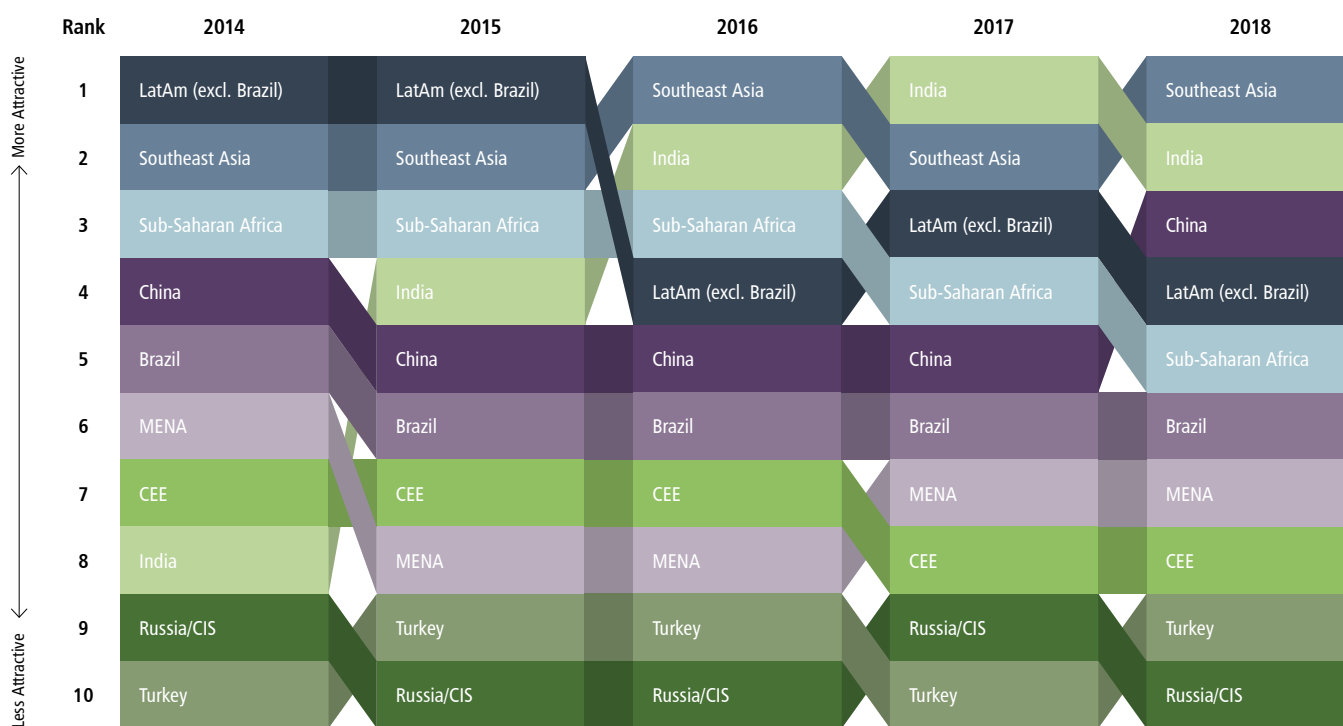 Rank 2014 2015 2016 2017 2018
More Attractive
1 LatAm (excl. Brazil) LatAm (excl. Brazil) Southeast Asia India Southeast Asia
2 Southeast Asia Southeast Asia India Southeast Asia India
3 Sub-Saharan Africa Sub-Saharan Africa Sub-Saharan Africa LatAm (excl. Brazil) China
4 China India LatAm (excl. Brazil) Sub-Saharan Africa LatAm (excl. Brazil)
5 Brazil China China China Sub-Saharan Africa
6 MENA Brazil Brazil Brazil Brazil
7 CEE CEE CEE MENA MENA
8 India MENA MENA CEE CEE
9 Russia/CIS Turkey Turkey Russia/CIS Turkey
10 Turkey Russia/CIS Russia/CIS Turkey Russia/CIS
Less Attractive